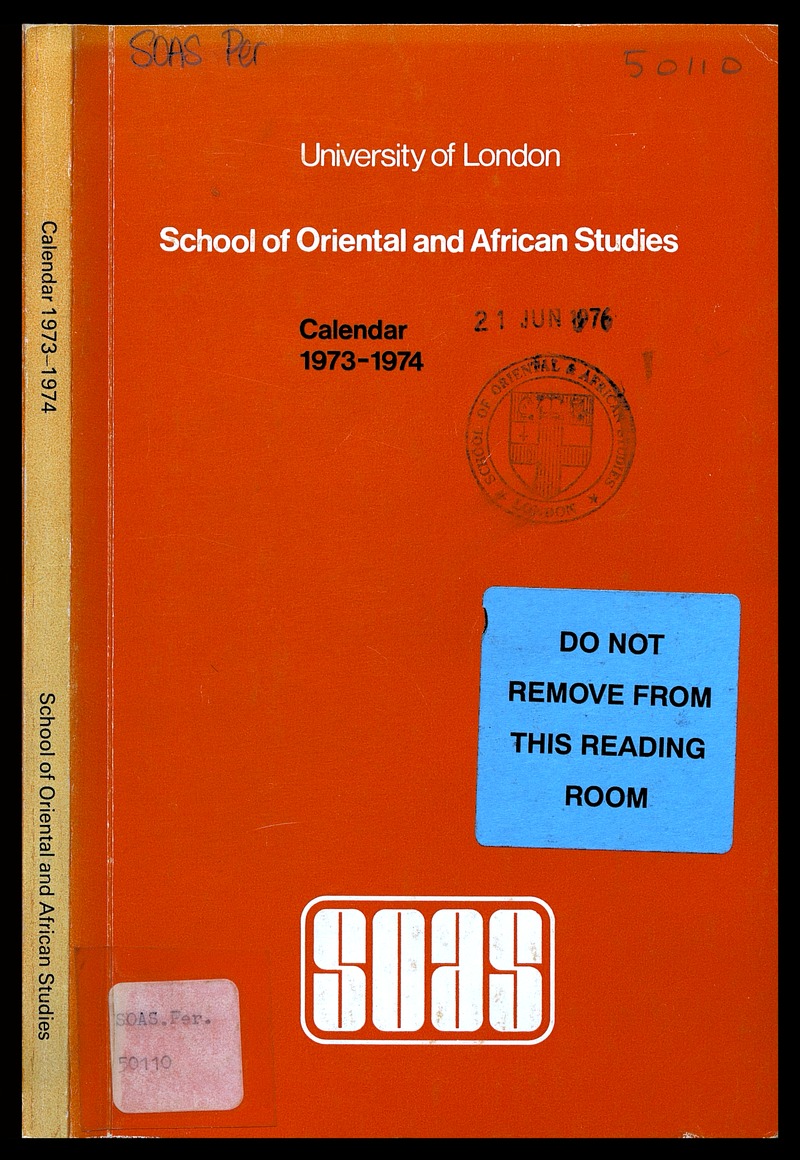 SOAS Per
50110
University of London
School of Oriental and African Studies
Calendar
1973-1974
21 JUN 1976
SCHOOL OF ORIENTAL & AFRICAN STUDIES
LONDON
DO NOT
REMOVE FROM
THIS READING
ROOM
soas
SOAS.Per.
50110
Calendar 1973–1974
School of Oriental and African Studies